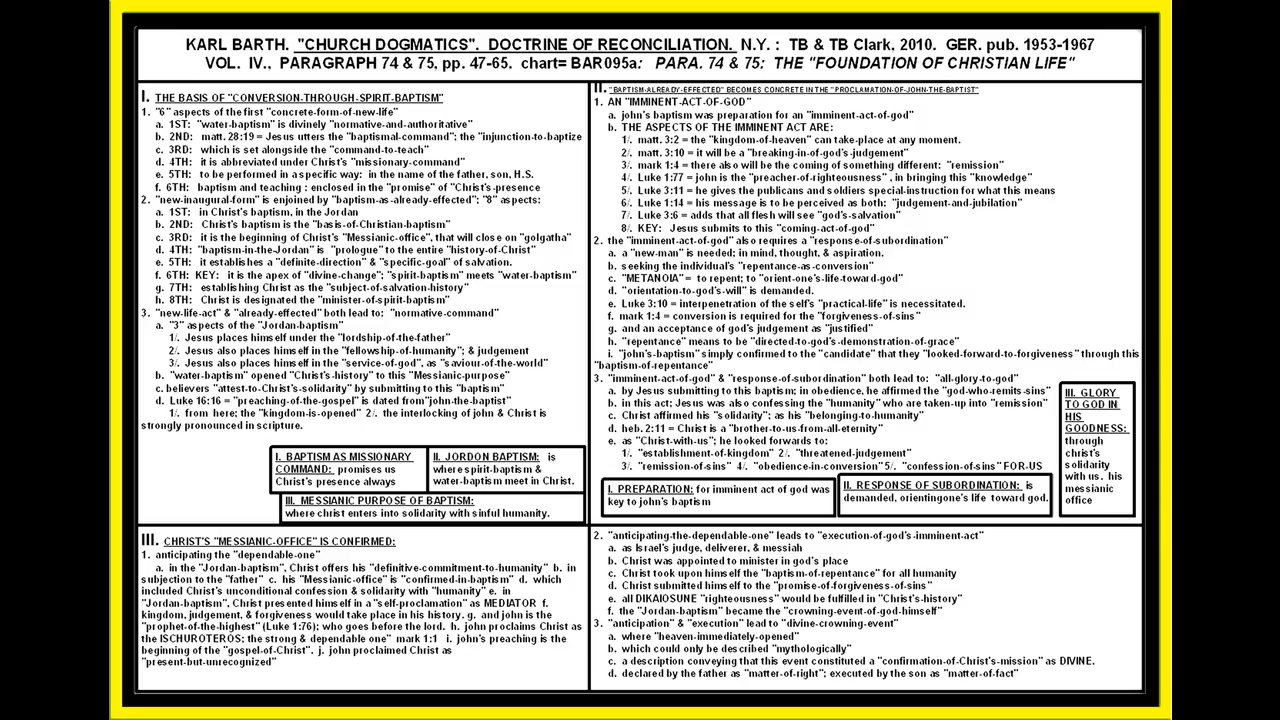 KARL BARTH. "CHURCH DOGMATICS". DOCTRINE OF RECONCILIATION. N.Y. : TB & TB Clark, 2010. GER. pub. 1953-1967
VOL. IV., PARAGRAPH 74 & 75, pp. 47-65. chart= BAR095a: PARA. 74 & 75: THE "FOUNDATION OF CHRISTIAN LIFE"
I. THE BASIS OF "CONVERSION-THROUGH-SPIRIT-BAPTISM"
1. "6" aspects of the first "concrete-form-of-new-life"
a. 1ST: "water-baptism" is divinely "normative-and-authoritative"
b. 2ND: matt. 28:19 = Jesus utters the "baptismal-command"; the "injunction-to-baptize
c. 3RD: which is set alongside the "command-to-teach"
d. 4TH: it is abbreviated under Christ's "missionary-command"
e. 5TH: to be performed in a specific way: in the name of the father, son, H.S.
f. 6TH: baptism and teaching : enclosed in the "promise" of "Christ's-presence
2. "new-inaugural-form" is enjoined by "baptism-as-already-effected"; "8" aspects:
a. 1ST: in Christ's baptism, in the Jordan
b. 2ND: Christ's baptism is the "basis-of-Christian-baptism"
c. 3RD: it is the beginning of Christ's "Messianic-office", that will close on "golgatha"
d. 4TH: "baptism-in-the-Jordan" is "prologue" to the entire "history-of-Christ"
e. 5TH: it establishes a "definite-direction" & "specific-goal" of salvation.
f. 6TH: KEY: it is the apex of "divine-change"; "spirit-baptism" meets "water-baptism"
g. 7TH: establishing Christ as the "subject-of-salvation-history"
h. 8TH: Christ is designated the "minister-of-spirit-baptism"
3. "new-life-act" & "already-effected" both lead to: "normative-command"
a. "3" aspects of the "Jordan-baptism"
1/. Jesus places himself under the "lordship-of-the-father"
2/. Jesus also places himself in the "fellowship-of-humanity"; & judgement
3/. Jesus also places himself in the "service-of-god", as "saviour-of-the-world"
b. "water-baptism" opened "Christ's-history" to this "Messianic-purpose"
c. believers "attest-to-Christ's-solidarity" by submitting to this "baptism"
d. Luke 16:16 = "preaching-of-the-gospel" is dated from"john-the-baptist"
1/. from here; the "kingdom-is-opened" 2/. the interlocking of john & Christ is
strongly pronounced in scripture.
I. BAPTISM AS MISSIONARY
COMMAND: promises us
Christ's presence always
II. JORDON BAPTISM: is
where spirit-baptism &
water-baptism meet in Christ.
III. MESSIANIC PURPOSE OF BAPTISM:
where christ enters into solidarity with sinful humanity.
II. "BAPTISM-ALREADY-EFFECTED" BECOMES CONCRETE IN THE "PROCLAMATION-OF-JOHN-THE-BAPTIST"
1. AN "IMMINENT-ACT-OF-GOD"
a. john's baptism was preparation for an "imminent-act-of-god"
b. THE ASPECTS OF THE IMMINENT ACT ARE:
1/. matt. 3:2 = the "kingdom-of-heaven" can take-place at any moment.
2/. matt. 3:10 = it will be a "breaking-in-of-god's-judgement"
3/. mark 1:4 = there also will be the coming of something different: "remission"
4/. Luke 1:77 = john is the "preacher-of-righteousness" , in bringing this "knowledge"
5/. Luke 3:11 = he gives the publicans and soldiers special-instruction for what this means
6/. Luke 1:14 = his message is to be perceived as both: "judgement-and-jubilation"
7/. Luke 3:6 = adds that all flesh will see "god's-salvation"
8/. KEY: Jesus submits to this "coming-act-of-god"
2. the "imminent-act-of god" also requires a "response-of-subordination"
a. a "new-man" is needed; in mind, thought, & aspiration.
b. seeking the individual's "repentance-as-conversion"
c. "METANOIA" = to repent; to "orient-one's-life-toward-god"
d. "orientation-to-god's-will" is demanded.
e. Luke 3:10 = interpenetration of the self's "practical-life" is necessitated.
f. mark 1:4 = conversion is required for the "forgiveness-of-sins"
g. and an acceptance of god's judgement as "justified"
h. "repentance" means to be "directed-to-god's-demonstration-of-grace"
i. "john's-baptism" simply confirmed to the "candidate" that they "looked-forward-to-forgiveness" through this
"baptism-of-repentance"
3. "imminent-act-of-god" & "response-of-subordination" both lead to: "all-glory-to-god"
a. by Jesus submitting to this baptism; in obedience, he affirmed the "god-who-remits-sins"
b. in this act; Jesus was also confessing the "humanity" who are taken-up into "remission"
c. Christ affirmed his "solidarity"; as his "belonging-to-humanity"
d. heb. 2:11 = Christ is a "brother-to-us-from-all-eternity"
e. as "Christ-with-us"; he looked forwards to:
1/. "establishment-of-kingdom" 2/. "threatened-judgement"
3/. "remission-of-sins" 4/. "obedience-in-conversion" 5/. "confession-of-sins" FOR-US
III. GLORY
TO GOD IN
HIS
GOODNESS:
through
christ's
solidarity
with us. his
messianic
office
I. PREPARATION: for imminent act of god was
key to john's baptism
II. RESPONSE OF SUBORDINATION: is
demanded, orientingone's life toward god.
III. CHRIST'S "MESSIANIC-OFFICE" IS CONFIRMED:
1. anticipating the "dependable-one"
a. in the "Jordan-baptism", Christ offers his "definitive-commitment-to-humanity" b. in
subjection to the "father" c. his "Messianic-office" is "confirmed-in-baptism" d. which
included Christ's unconditional confession & solidarity with "humanity" e. in
"Jordan-baptism", Christ presented himself in a "self-proclamation" as MEDIATOR f.
kingdom, judgement, & forgiveness would take place in his history. g. and john is the
"prophet-of-the-highest" (Luke 1:76); who goes before the lord. h. john proclaims Christ as
the ISCHUROTEROS; the strong & dependable one" mark 1:1 i. john's preaching is the
beginning of the "gospel-of-Christ". j. john proclaimed Christ as
"present-but-unrecognized"
2. "anticipating-the-dependable-one" leads to "execution-of-god's-imminent-act"
a. as Israel's judge, deliverer, & messiah
b. Christ was appointed to minister in god's place
c. Christ took upon himself the "baptism-of-repentance" for all humanity
d. Christ submitted himself to the "promise-of-forgiveness-of-sins"
e. all DIKAIOSUNE "righteousness" would be fulfilled in "Christ's-history"
f. the "Jordan-baptism" became the "crowning-event-of-god-himself"
3. "anticipation" & "execution" lead to "divine-crowning-event"
a. where "heaven-immediately-opened"
b. which could only be described "mythologically"
c. a description conveying that this event constituted a "confirmation-of-Christ's-mission" as DIVINE.
d. declared by the father as "matter-of-right"; executed by the son as "matter-of-fact"